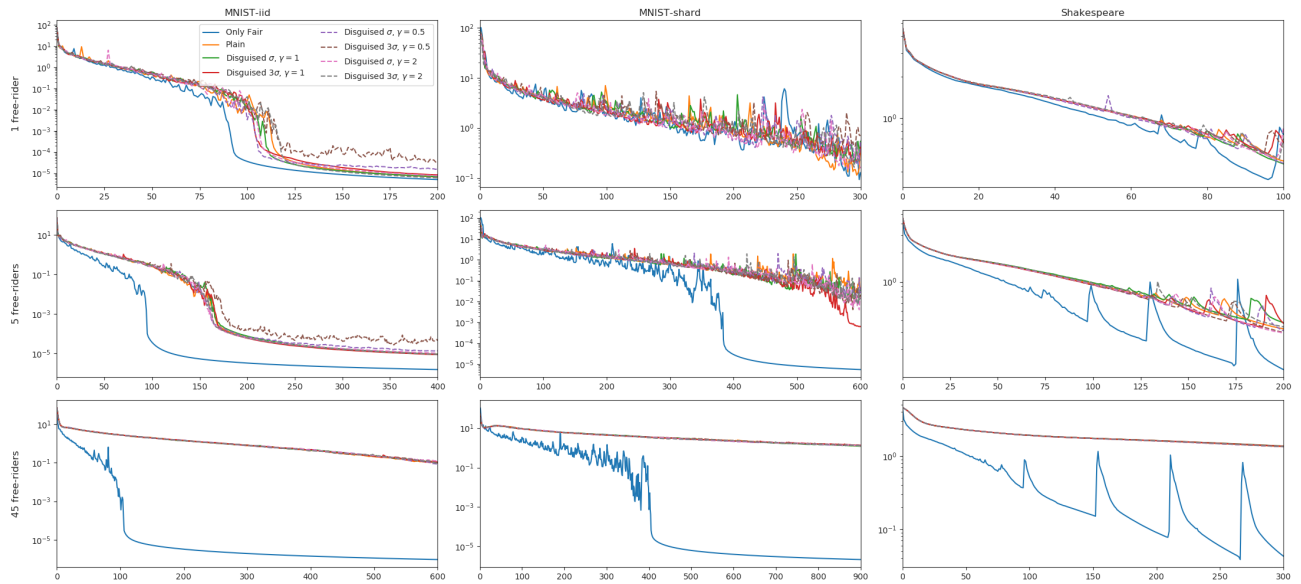 MNIST-iid
MNIST-shard
Shakespeare
1 free-rider
10² 10¹ 10⁰ 10⁻¹ 10⁻² 10⁻³ 10⁻⁴ 10⁻⁵
Only Fair
Plain
Disguised σ, γ = 1
Disguised 3σ, γ = 1
Disguised σ, γ = 0.5
Disguised 3σ, γ = 0.5
Disguised σ, γ = 2
Disguised 3σ, γ = 2
0 25 50 75 100 125 150 175 200
10² 10¹ 10⁰ 10⁻¹
0 50 100 150 200 250 300
10⁰
0 20 40 60 80 100
5 free-riders
10¹ 10⁻¹ 10⁻³ 10⁻⁵
0 50 100 150 200 250 300 350 400
10² 10¹ 10⁰ 10⁻¹ 10⁻² 10⁻³ 10⁻⁴ 10⁻⁵
0 100 200 300 400 500 600
10⁰
0 25 50 75 100 125 150 175 200
45 free-riders
10¹ 10⁻¹ 10⁻³ 10⁻⁵
0 100 200 300 400 500 600
10¹ 10⁻¹ 10⁻³ 10⁻⁵
0 100 200 300 400 500 600 700 800 900
10⁰ 10⁻¹
0 50 100 150 200 250 300